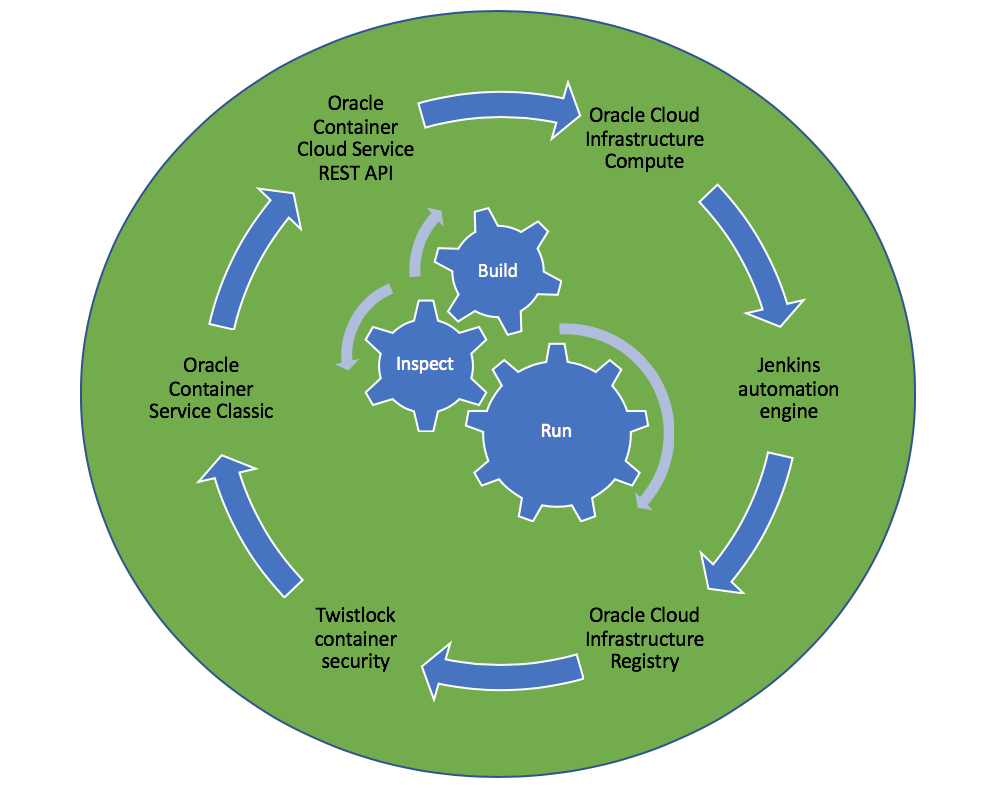 Oracle
Container
Cloud Service
REST API
Oracle Cloud
Infrastructure
Compute
Build
Inspect
Run
Oracle
Container
Service Classic
Jenkins
automation
engine
Twistlock
container
security
Oracle Cloud
Infrastructure
Registry